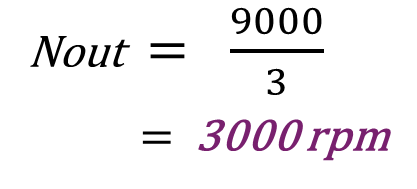 Nout = 9000/3
= 3000 rpm